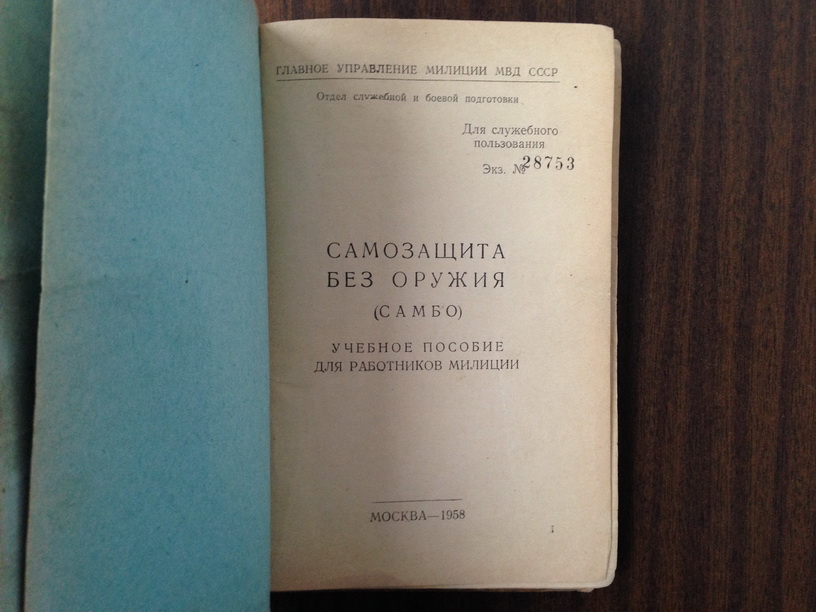 ГЛАВНОЕ УПРАВЛЕНИЕ МИЛИЦИИ МВД СССР
Отдел служебной и боевой подготовки
Для служебного
пользования
Экз. № 28753
САМОЗАЩИТА
БЕЗ ОРУЖИЯ
(САМБО)
УЧЕБНОЕ ПОСОБИЕ
ДЛЯ РАБОТНИКОВ МИЛИЦИИ
МОСКВА—1958